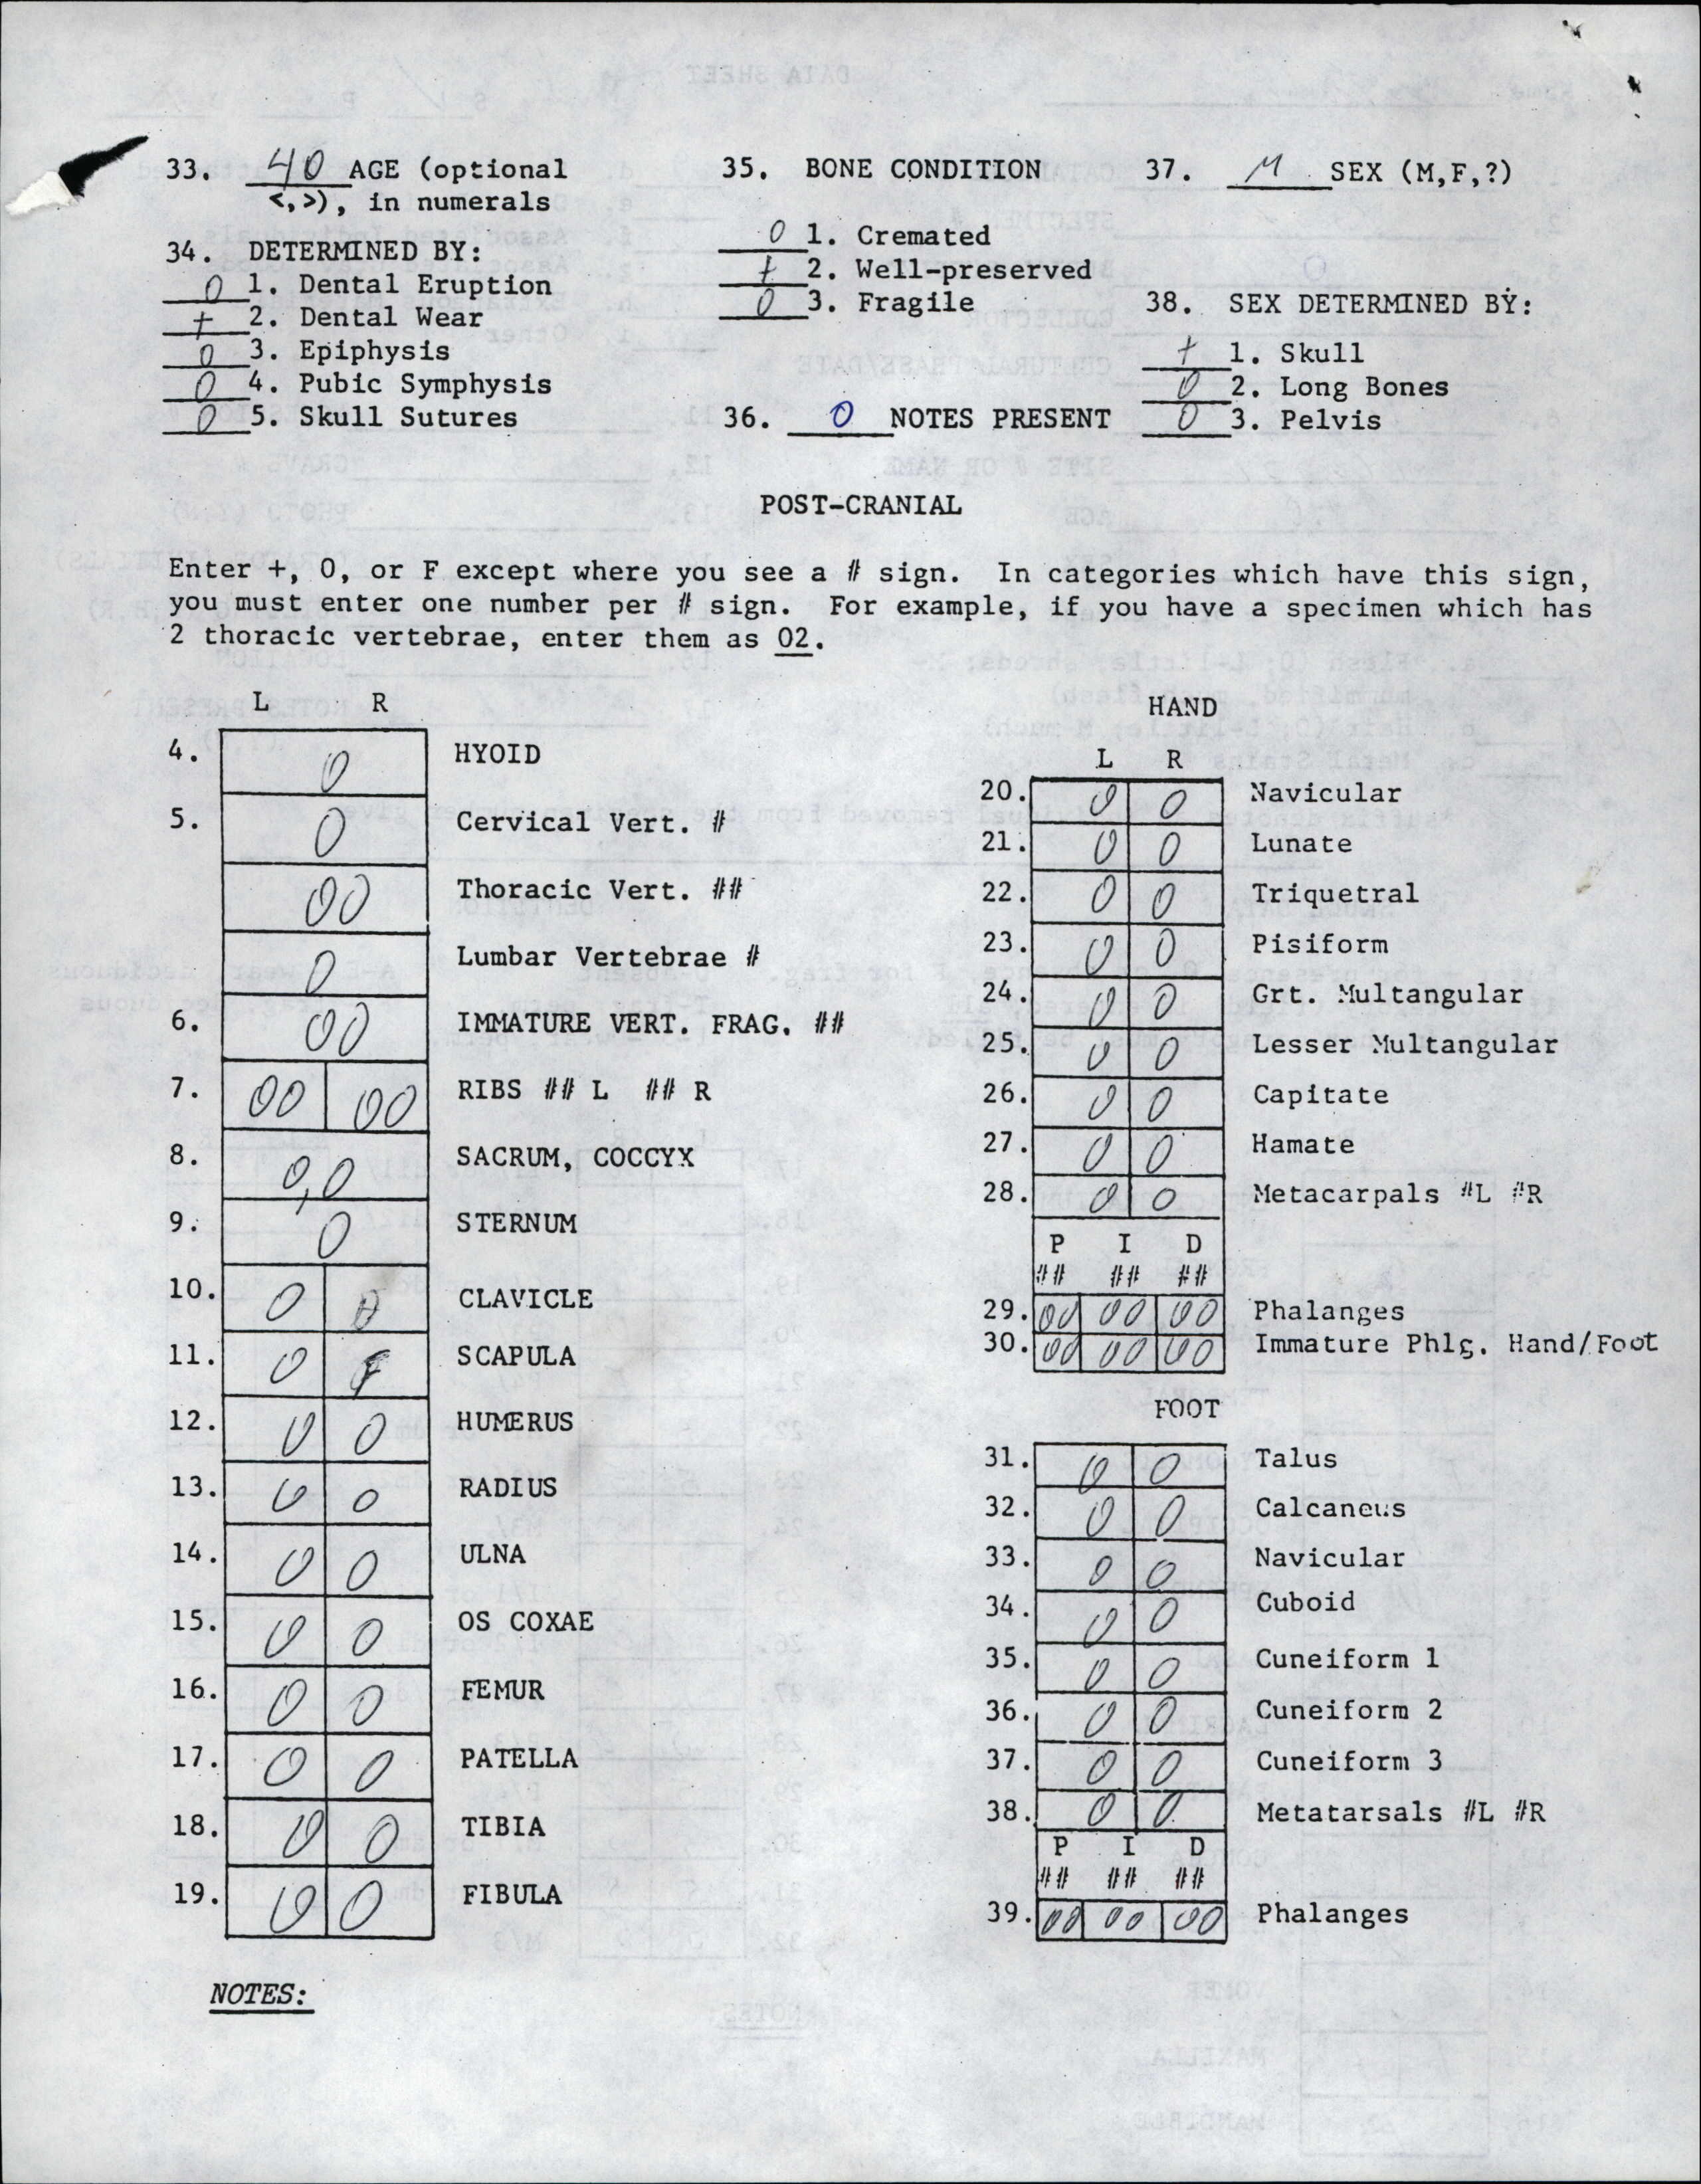 33. 40 AGE (optional
<,>), in numerals
34. DETERMINED BY:
0 1. Dental Eruption
+ 2. Dental Wear
0 3. Epiphysis
0 4. Pubic Symphysis
0 5. Skull Sutures
35. BONE CONDITION
0 1. Cremated
+ 2. Well-preserved
0 3. Fragile
36. 0 NOTES PRESENT
37. M SEX (M,F,?)
38. SEX DETERMINED BY:
+ 1. Skull
0 2. Long Bones
0 3. Pelvis
POST-CRANIAL
Enter +, 0, or F except where you see a # sign. In categories which have this sign,
you must enter one number per # sign. For example, if you have a specimen which has
2 thoracic vertebrae, enter them as 02.
L R
4. 0 HYOID
5. 0 Cervical Vert. #
00 Thoracic Vert. ##
0 Lumbar Vertebrae #
6. 00 IMMATURE VERT. FRAG. ##
7. 00 00 RIBS ## L ## R
8. 0,0 SACRUM, COCCYX
9. 0 STERNUM
10. 0 0 CLAVICLE
11. 0 F SCAPULA
12. 0 0 HUMERUS
13. 0 0 RADIUS
14. 0 0 ULNA
15. 0 0 OS COXAE
16. 0 0 FEMUR
17. 0 0 PATELLA
18. 0 0 TIBIA
19. 0 0 FIBULA
HAND
L R
20. 0 0 Navicular
21. 0 0 Lunate
22. 0 0 Triquetral
23. 0 0 Pisiform
24. 0 0 Grt. Multangular
25. 0 0 Lesser Multangular
26. 0 0 Capitate
27. 0 0 Hamate
28. 0 0 Metacarpals #L #R
P I D
## ## ##
29. 00 00 00 Phalanges
30. 00 00 00 Immature Phlg. Hand/Foot
FOOT
31. 0 0 Talus
32. 0 0 Calcaneus
33. 0 0 Navicular
34. 0 0 Cuboid
35. 0 0 Cuneiform 1
36. 0 0 Cuneiform 2
37. 0 0 Cuneiform 3
38. 0 0 Metatarsals #L #R
P I D
## ## ##
39. 00 00 00 Phalanges
NOTES: